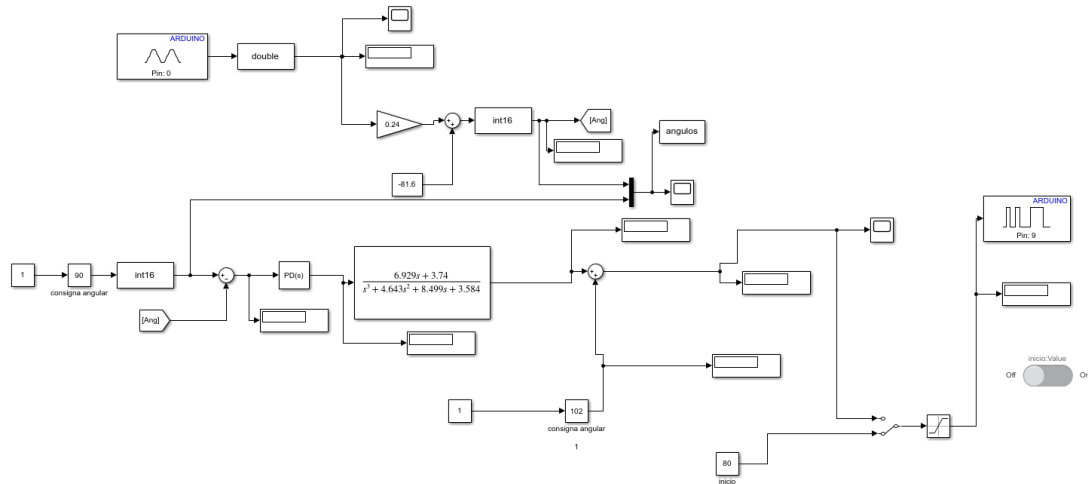 ARDUINO
Pin: 0
double
0.24
int16
[Ang]
angulos
-81.6
ARDUINO
Pin: 9
1
90
consigna angular
int16
PD(s)
6.929s + 3.74
s³ + 4.643s² + 8.499s + 3.584
[Ang]
inicio:Value
Off
On
1
102
consigna angular
1
80
inicio